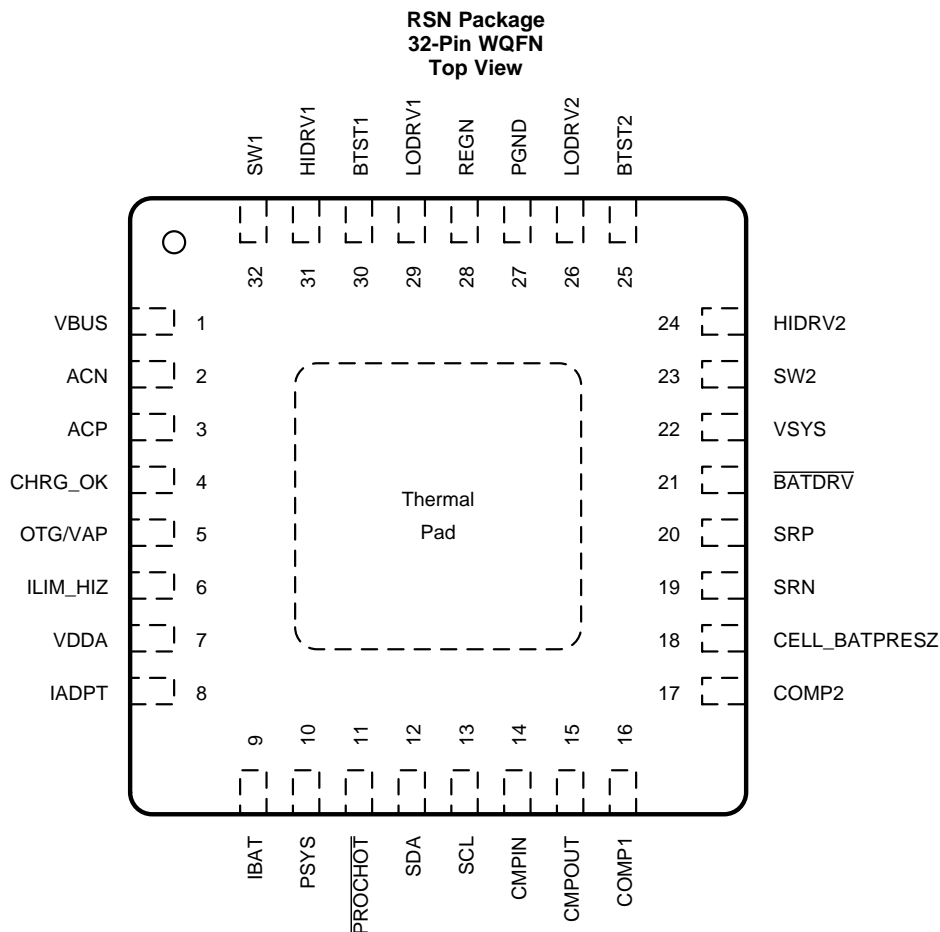 RSN Package
32-Pin WQFN
Top View
SW1
HIDRV1
BTST1
LODRV1
REGN
PGND
LODRV2
BTST2
32
31
30
29
28
27
26
25
VBUS 1
ACN 2
ACP 3
CHRG_OK 4
OTG/VAP 5
ILIM_HIZ 6
VDDA 7
IADPT 8
Thermal
Pad
24 HIDRV2
23 SW2
22 VSYS
21 BATDRV
20 SRP
19 SRN
18 CELL_BATPRESZ
17 COMP2
9
10
11
12
13
14
15
16
IBAT
PSYS
PROCHOT
SDA
SCL
CMPIN
CMPOUT
COMP1